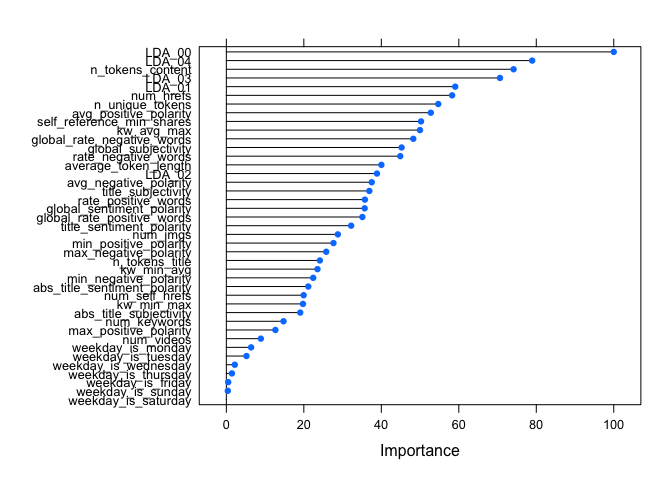 LDA_00
LDA_04
n_tokens_content
LDA_03
LDA_01
num_hrefs
n_unique_tokens
avg_positive_polarity
self_reference_min_shares
kw_avg_max
global_rate_negative_words
global_subjectivity
rate_negative_words
average_token_length
LDA_02
avg_negative_polarity
title_subjectivity
rate_positive_words
global_sentiment_polarity
global_rate_positive_words
title_sentiment_polarity
num_imgs
min_positive_polarity
max_negative_polarity
n_tokens_title
kw_min_avg
min_negative_polarity
abs_title_sentiment_polarity
num_self_hrefs
kw_min_max
abs_title_subjectivity
num_keywords
max_positive_polarity
num_videos
weekday_is_monday
weekday_is_tuesday
weekday_is_wednesday
weekday_is_thursday
weekday_is_friday
weekday_is_sunday
weekday_is_saturday
0 20 40 60 80 100
Importance